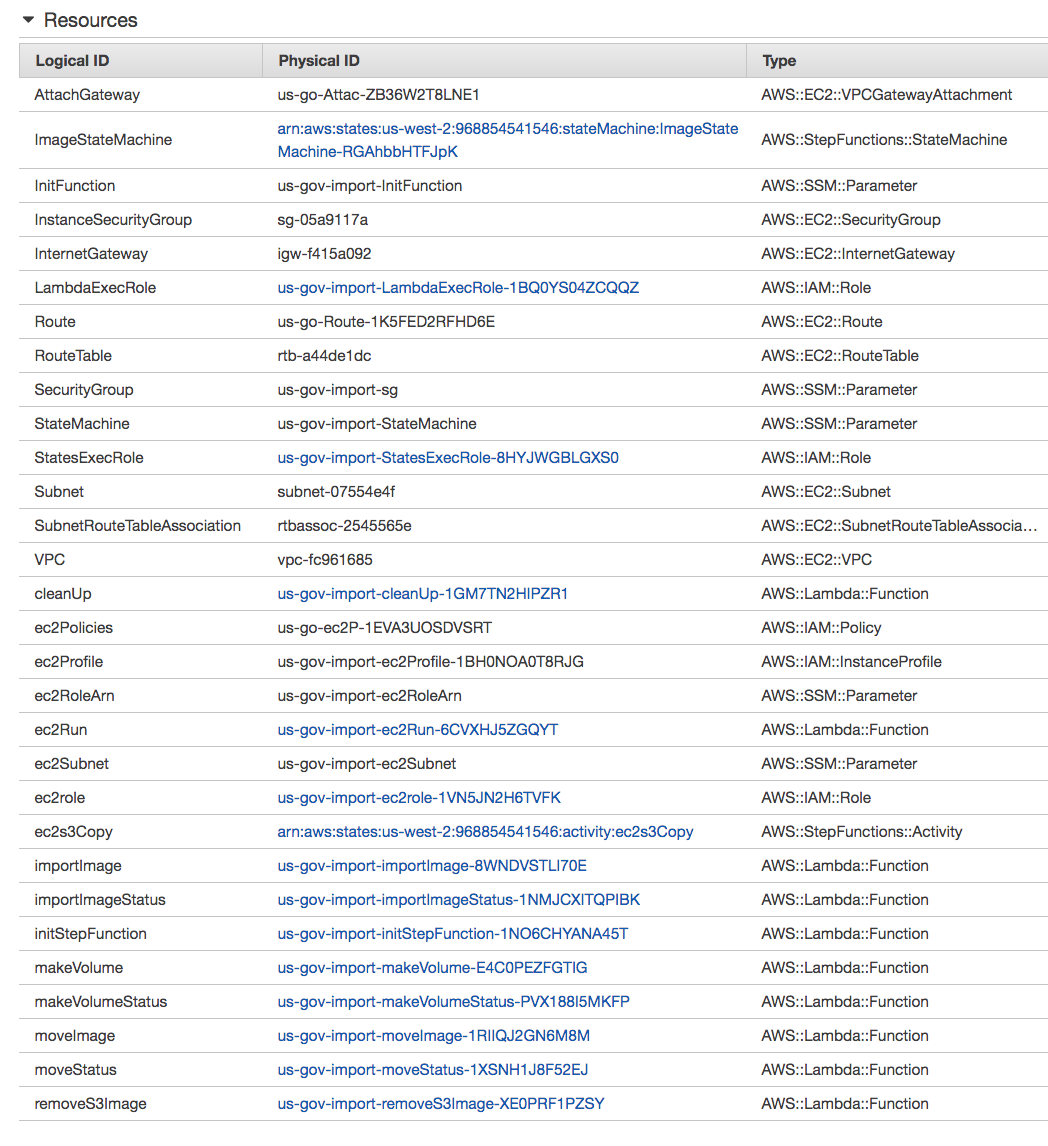 Resources
Logical ID Physical ID Type
AttachGateway us-go-Attac-ZB36W2T8LNE1 AWS::EC2::VPCGatewayAttachment
arn:aws:states:us-west-2:968854541546:stateMachine:ImageState
ImageStateMachine AWS::StepFunctions::StateMachine
Machine-RGAhbbHTFJpK
InitFunction us-gov-import-InitFunction AWS::SSM::Parameter
InstanceSecurityGroup sg-05a9117a AWS::EC2::SecurityGroup
InternetGateway igw-f415a092 AWS::EC2::InternetGateway
LambdaExecRole us-gov-import-LambdaExecRole-1BQ0YS04ZCQQZ AWS::IAM::Role
Route us-go-Route-1K5FED2RFHD6E AWS::EC2::Route
RouteTable rtb-a44de1dc AWS::EC2::RouteTable
SecurityGroup us-gov-import-sg AWS::SSM::Parameter
StateMachine us-gov-import-StateMachine AWS::SSM::Parameter
StatesExecRole us-gov-import-StatesExecRole-8HYJWGBLGXS0 AWS::IAM::Role
Subnet subnet-07554e4f AWS::EC2::Subnet
SubnetRouteTableAssociation rtbassoc-2545565e AWS::EC2::SubnetRouteTableAssocia…
VPC vpc-fc961685 AWS::EC2::VPC
cleanUp us-gov-import-cleanUp-1GM7TN2HIPZR1 AWS::Lambda::Function
ec2Policies us-go-ec2P-1EVA3UOSDVSRT AWS::IAM::Policy
ec2Profile us-gov-import-ec2Profile-1BH0NOA0T8RJG AWS::IAM::InstanceProfile
ec2RoleArn us-gov-import-ec2RoleArn AWS::SSM::Parameter
ec2Run us-gov-import-ec2Run-6CVXHJ5ZGQYT AWS::Lambda::Function
ec2Subnet us-gov-import-ec2Subnet AWS::SSM::Parameter
ec2role us-gov-import-ec2role-1VN5JN2H6TVFK AWS::IAM::Role
ec2s3Copy arn:aws:states:us-west-2:968854541546:activity:ec2s3Copy AWS::StepFunctions::Activity
importImage us-gov-import-importImage-8WNDVSTLI70E AWS::Lambda::Function
importImageStatus us-gov-import-importImageStatus-1NMJCXITQPIBK AWS::Lambda::Function
initStepFunction us-gov-import-initStepFunction-1NO6CHYANA45T AWS::Lambda::Function
makeVolume us-gov-import-makeVolume-E4C0PEZFGTIG AWS::Lambda::Function
makeVolumeStatus us-gov-import-makeVolumeStatus-PVX188I5MKFP AWS::Lambda::Function
moveImage us-gov-import-moveImage-1RIIQJ2GN6M8M AWS::Lambda::Function
moveStatus us-gov-import-moveStatus-1XSNH1J8F52EJ AWS::Lambda::Function
removeS3Image us-gov-import-removeS3Image-XE0PRF1PZSY AWS::Lambda::Function